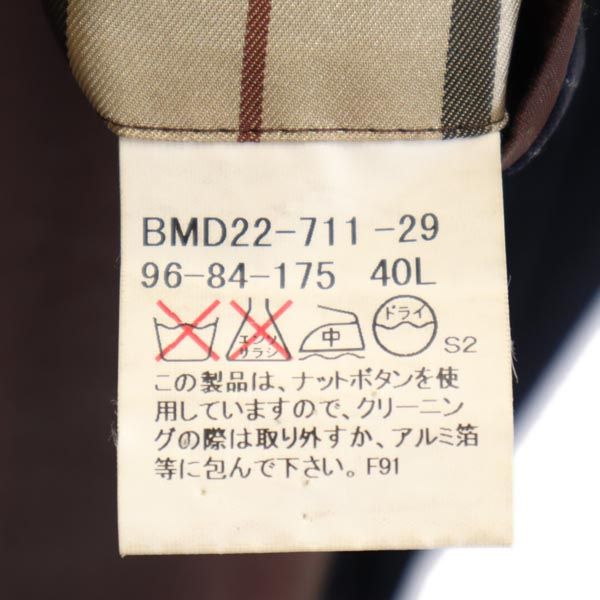 BMD22-711-29
96-84-175 40L
エンソ
サラシ
中
ドライ
S2
この製品は、ナットボタンを使
用していますので、クリーニン
グの際は取り外すか、アルミ箔
等に包んで下さい。F91